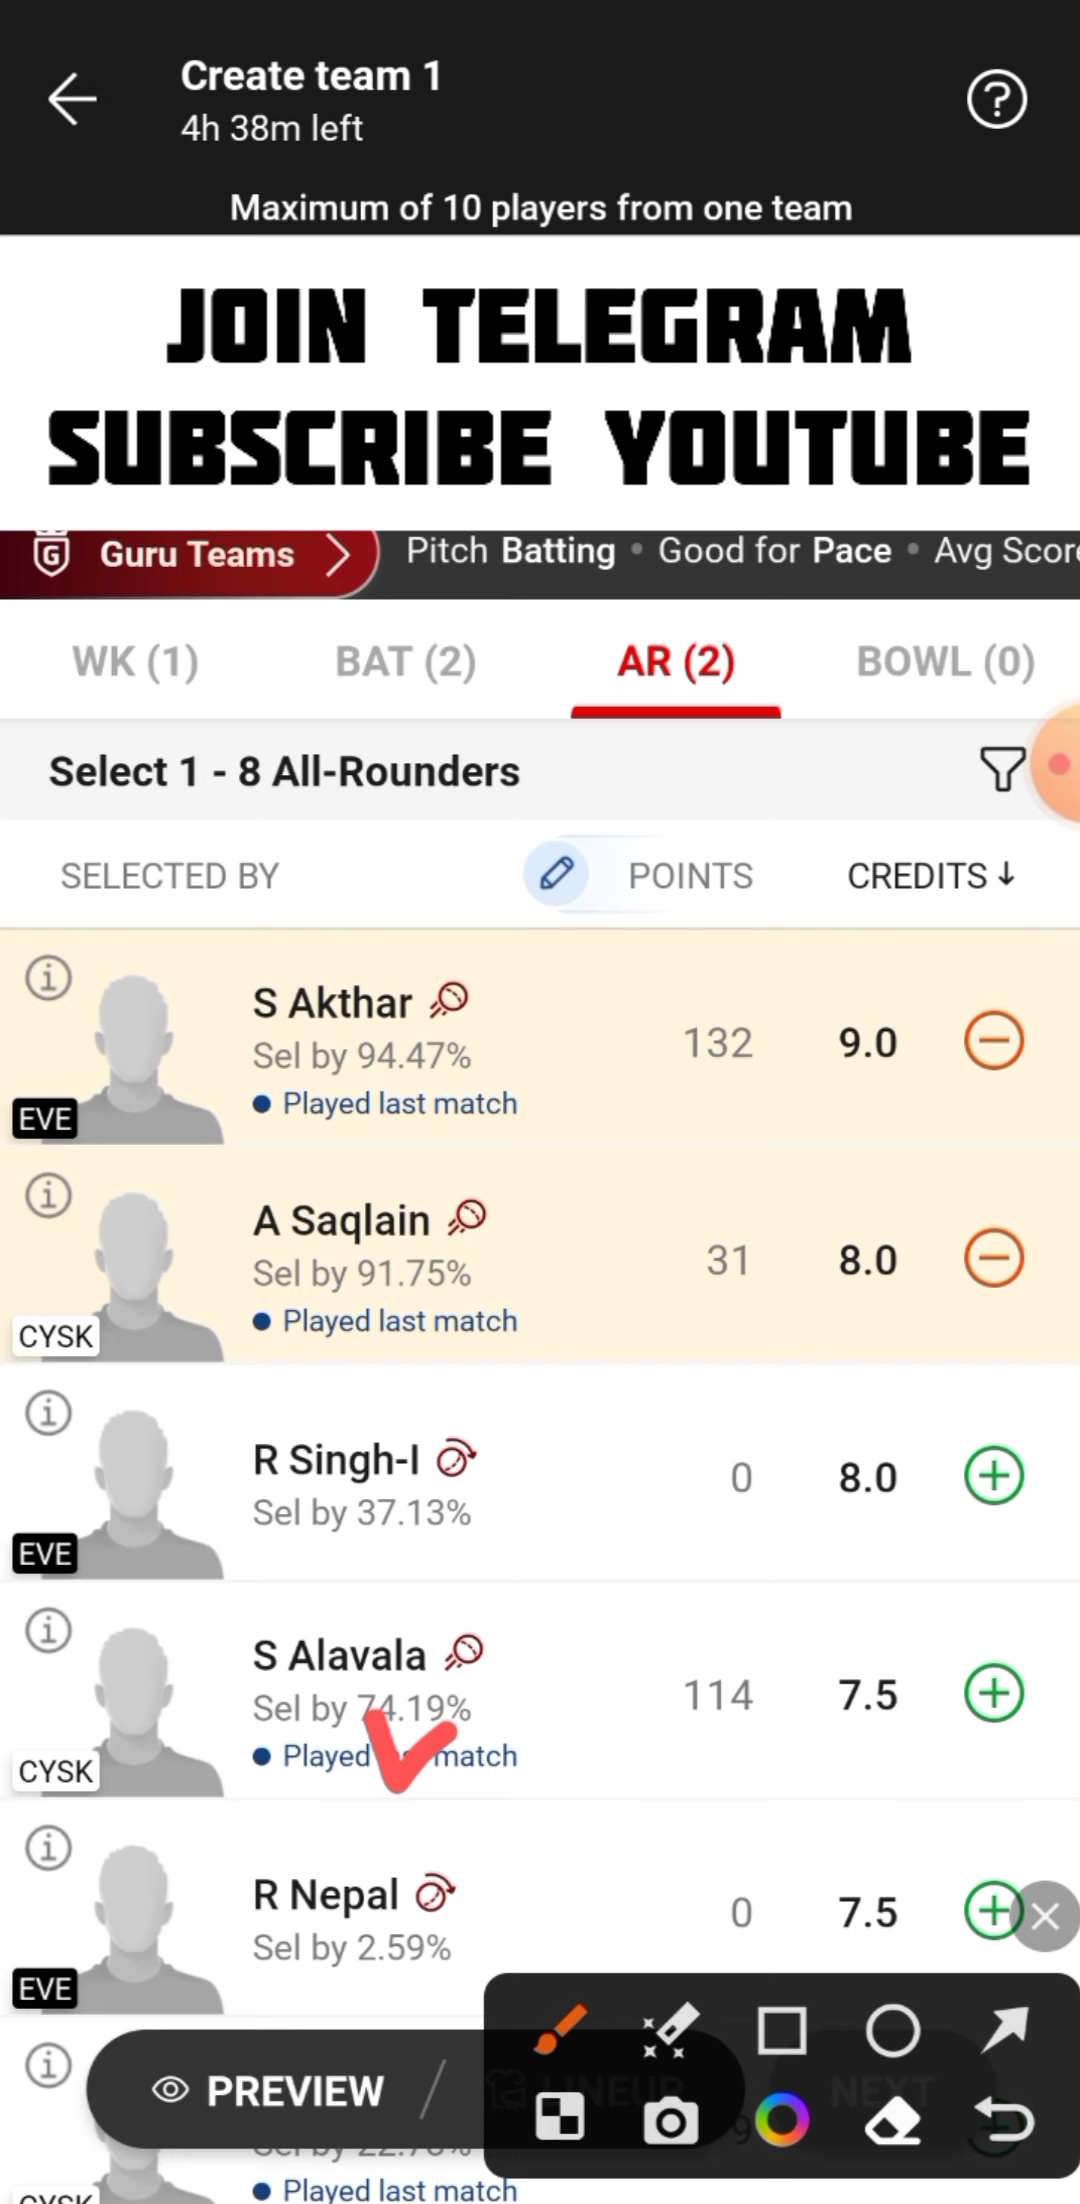 Create team 1
4h 38m left
Maximum of 10 players from one team
JOIN TELEGRAM
SUBSCRIBE YOUTUBE
G Guru Teams Pitch Batting • Good for Pace • Avg Score
WK (1) BAT (2) AR (2) BOWL (0)
Select 1 - 8 All-Rounders
SELECTED BY POINTS CREDITS ↓
S Akthar
Sel by 94.47% 132 9.0
• Played last match
EVE
A Saqlain
Sel by 91.75% 31 8.0
• Played last match
CYSK
R Singh-I
Sel by 37.13% 0 8.0
EVE
S Alavala
Sel by 74.19% 114 7.5
• Played last match
CYSK
R Nepal
Sel by 2.59% 0 7.5
EVE
PREVIEW / LINEUP NEXT
• Played last match
CYSK